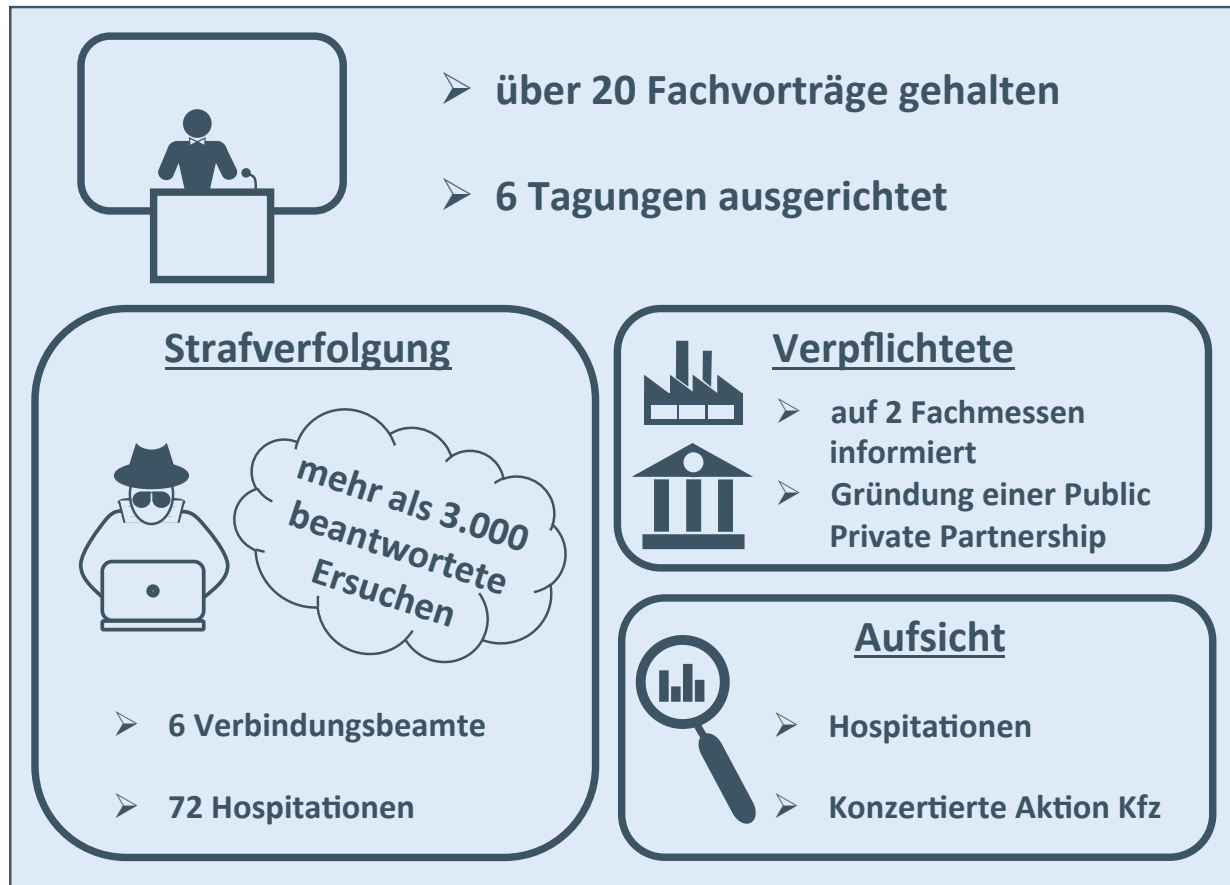 über 20 Fachvorträge gehalten
6 Tagungen ausgerichtet
Strafverfolgung
mehr als 3.000
beantwortete
Ersuchen
6 Verbindungsbeamte
72 Hospitationen
Verpflichtete
auf 2 Fachmessen
informiert
Gründung einer Public
Private Partnership
Aufsicht
Hospitationen
Konzertierte Aktion Kfz